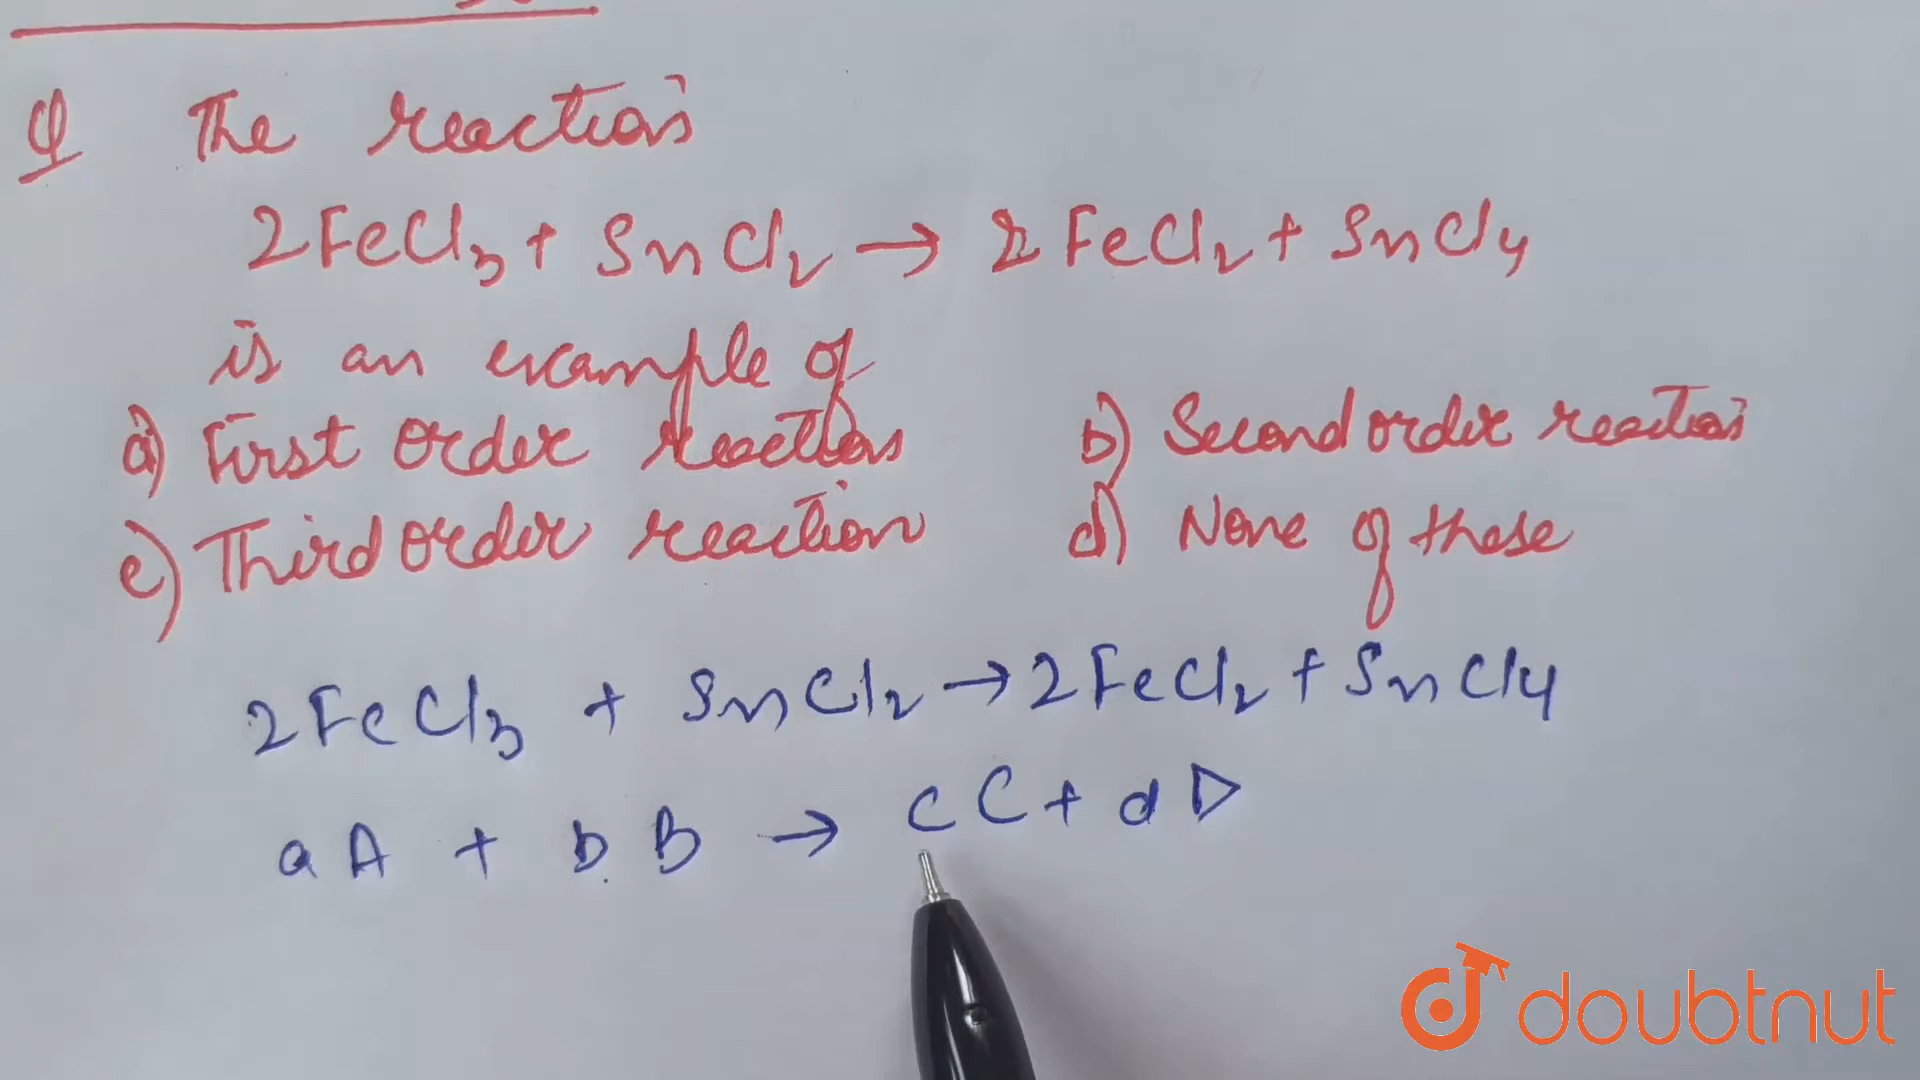 Q The reaction
2FeCl3 + SnCl2 → 2FeCl2 + SnCl4
is an example of
a) First order reaction b) Second order reaction
c) Third order reaction d) None of these
2FeCl3 + SnCl2 → 2FeCl2 + SnCl4
aA + bB → cC + dD
doubtnut